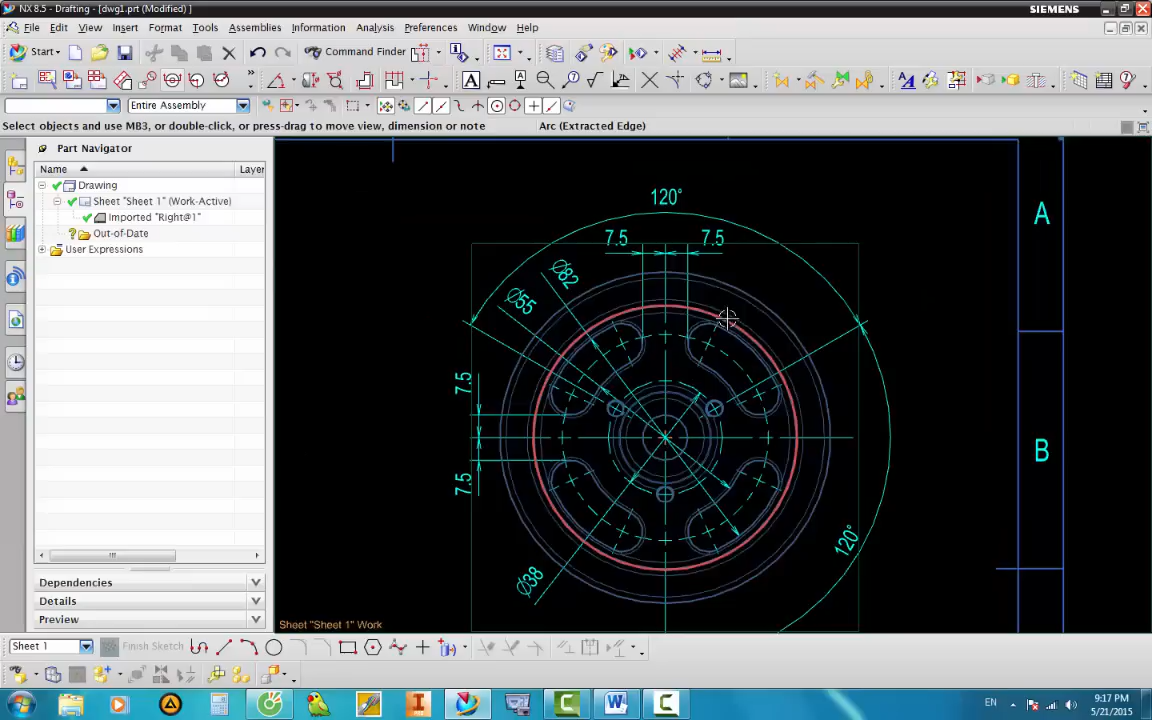 NX 8.5 - Drafting - [dwg1.prt (Modified) ]
SIEMENS
File Edit View Insert Format Tools Assemblies Information Analysis Preferences Window Help
Start
Command Finder
Entire Assembly
Select objects and use MB3, or double-click, or press-drag to move view, dimension or note
Arc (Extracted Edge)
Part Navigator
Name
Layer
Drawing
Sheet "Sheet 1" (Work-Active)
Imported "Right@1"
Out-of-Date
User Expressions
Dependencies
Details
Preview
120°
7.5 7.5
Ø82
Ø55
7.5
7.5
Ø38
120°
A
B
Sheet "Sheet 1" Work
Sheet 1
Finish Sketch
EN
9:17 PM
5/21/2015